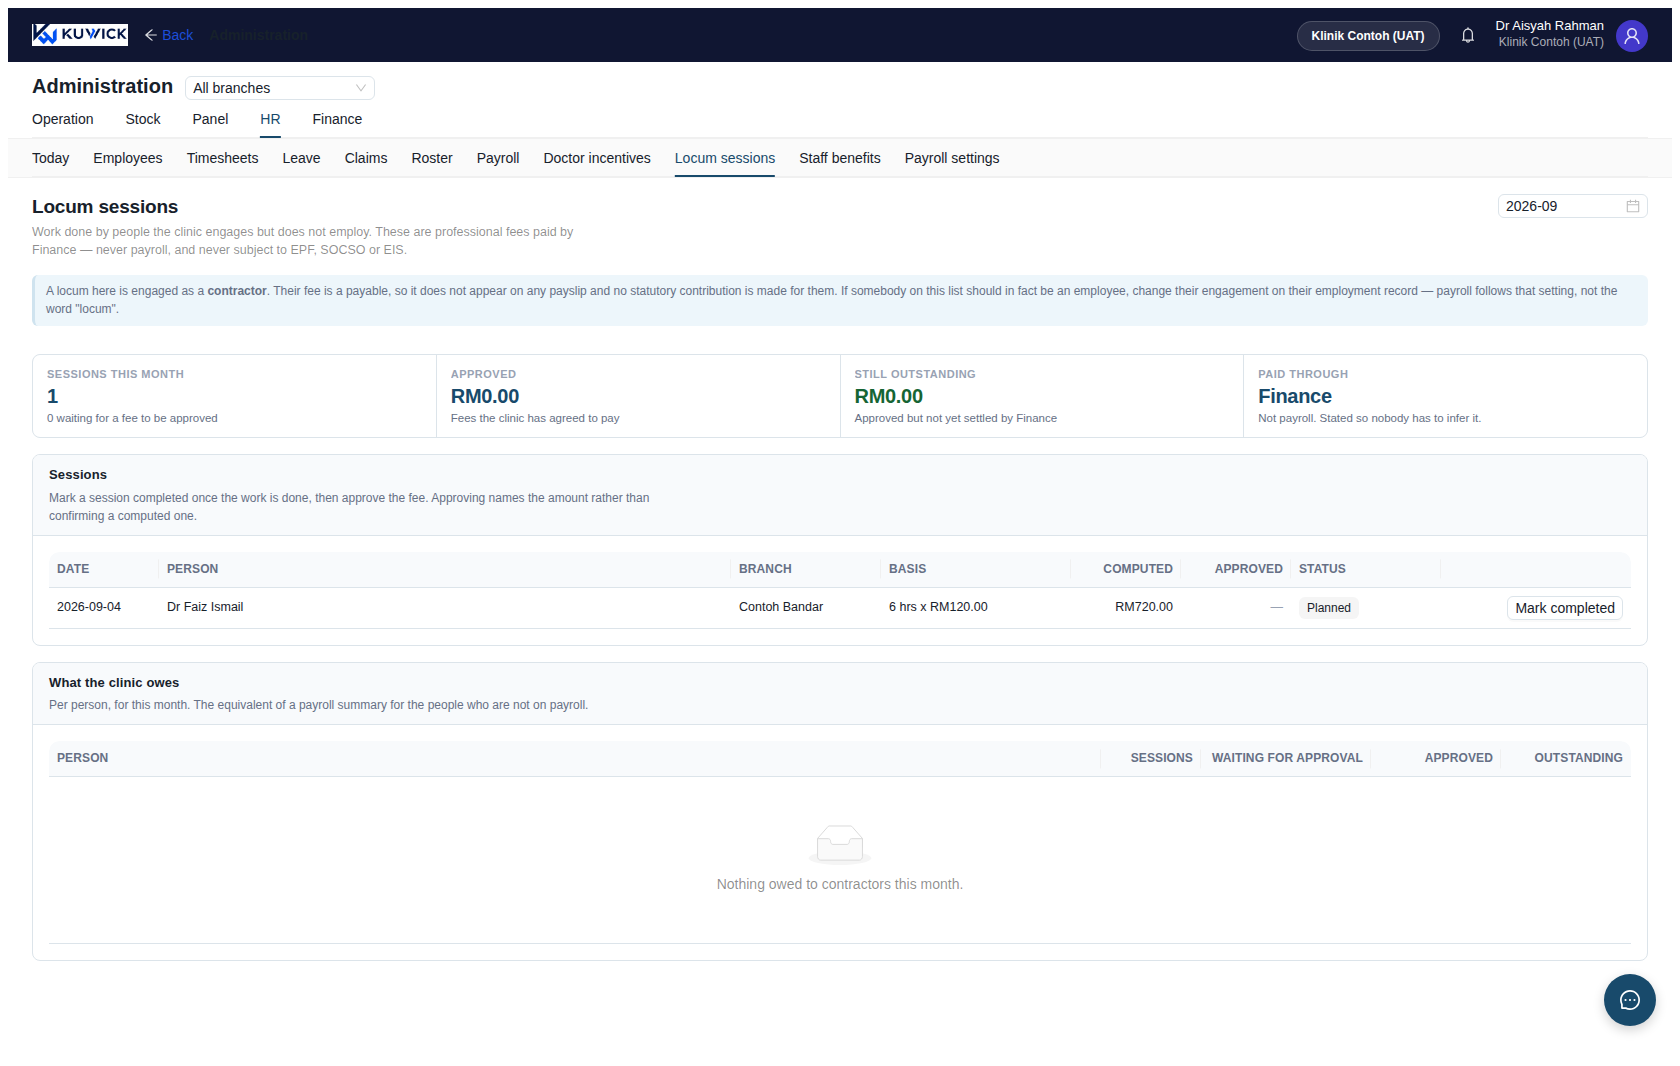 KUWICK
Back
Administration
Klinik Contoh (UAT)
Dr Aisyah Rahman
Klinik Contoh (UAT)
Administration
All branches
Operation
Stock
Panel
HR
Finance
Today
Employees
Timesheets
Leave
Claims
Roster
Payroll
Doctor incentives
Locum sessions
Staff benefits
Payroll settings
Locum sessions
2026-09
Work done by people the clinic engages but does not employ. These are professional fees paid by
Finance — never payroll, and never subject to EPF, SOCSO or EIS.
A locum here is engaged as a contractor. Their fee is a payable, so it does not appear on any payslip and no statutory contribution is made for them. If somebody on this list should in fact be an employee, change their engagement on their employment record — payroll follows that setting, not the
word "locum".
SESSIONS THIS MONTH
1
0 waiting for a fee to be approved
APPROVED
RM0.00
Fees the clinic has agreed to pay
STILL OUTSTANDING
RM0.00
Approved but not yet settled by Finance
PAID THROUGH
Finance
Not payroll. Stated so nobody has to infer it.
Sessions
Mark a session completed once the work is done, then approve the fee. Approving names the amount rather than
confirming a computed one.
DATE PERSON BRANCH BASIS COMPUTED APPROVED STATUS
2026-09-04 Dr Faiz Ismail Contoh Bandar 6 hrs x RM120.00 RM720.00 — Planned Mark completed
What the clinic owes
Per person, for this month. The equivalent of a payroll summary for the people who are not on payroll.
PERSON SESSIONS WAITING FOR APPROVAL APPROVED OUTSTANDING
Nothing owed to contractors this month.